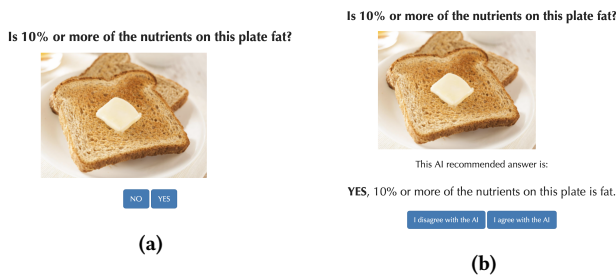 Is 10% or more of the nutrients on this plate fat?
NO YES
(a)
Is 10% or more of the nutrients on this plate fat?
This AI recommended answer is:
YES, 10% or more of the nutrients on this plate is fat.
I disagree with the AI I agree with the AI
(b)